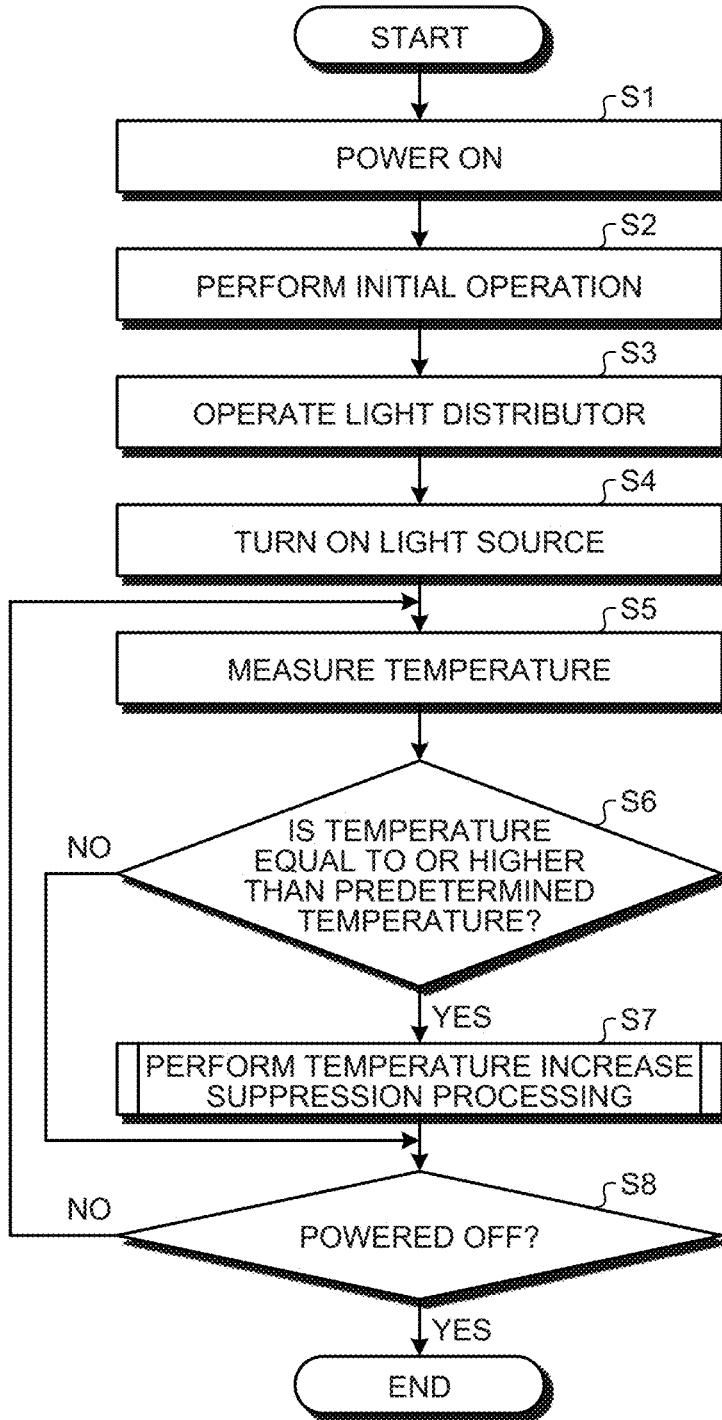 START
S1
POWER ON
S2
PERFORM INITIAL OPERATION
S3
OPERATE LIGHT DISTRIBUTOR
S4
TURN ON LIGHT SOURCE
S5
MEASURE TEMPERATURE
S6
NO
IS TEMPERATURE
EQUAL TO OR HIGHER
THAN PREDETERMINED
TEMPERATURE?
YES
S7
PERFORM TEMPERATURE INCREASE
SUPPRESSION PROCESSING
S8
NO
POWERED OFF?
YES
END